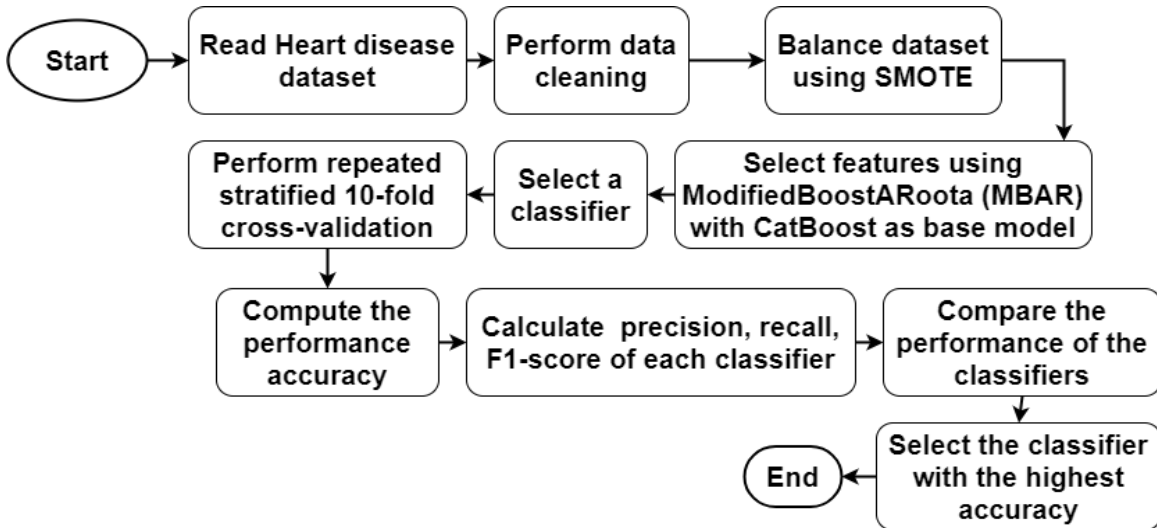 Start
Read Heart disease
dataset
Perform data
cleaning
Balance dataset
using SMOTE
Select features using
ModifiedBoostARoota (MBAR)
with CatBoost as base model
Select a
classifier
Perform repeated
stratified 10-fold
cross-validation
Compute the
performance
accuracy
Calculate precision, recall,
F1-score of each classifier
Compare the
performance of the
classifiers
Select the classifier
with the highest
accuracy
End